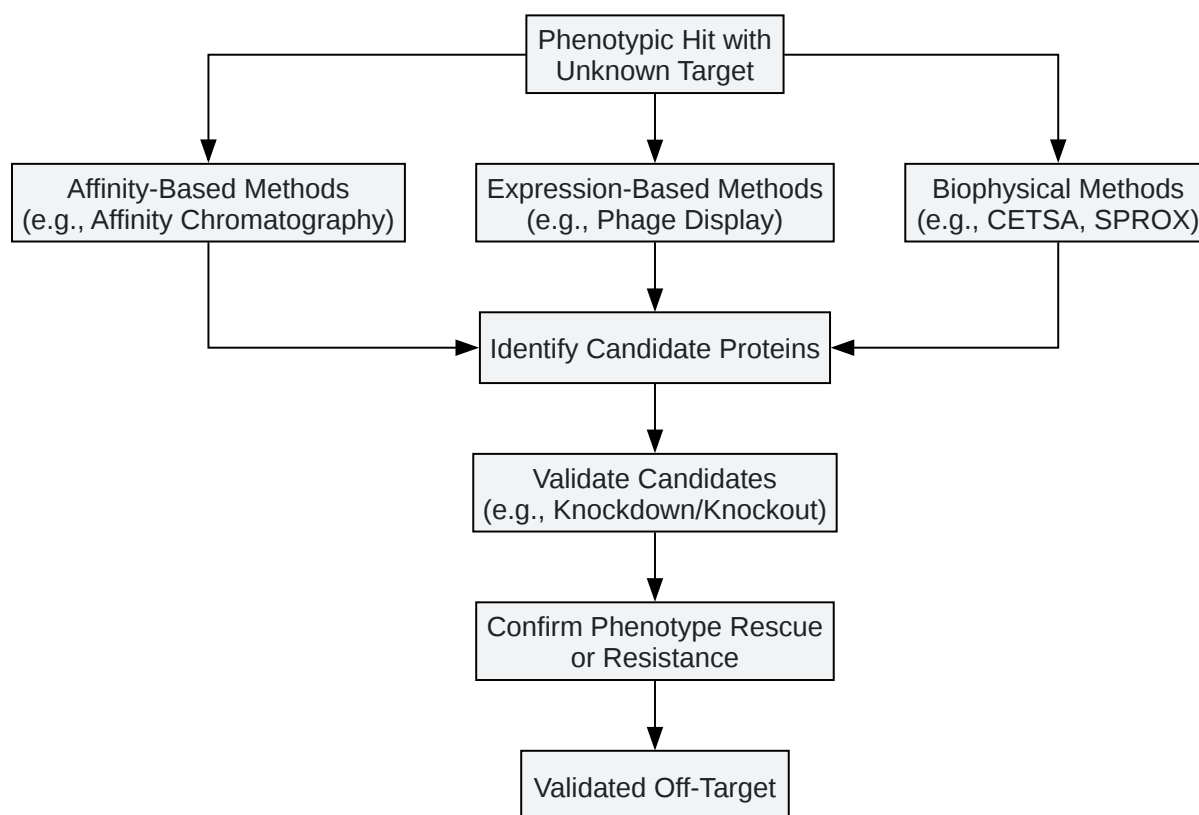 Phenotypic Hit with
Unknown Target
Affinity-Based Methods
(e.g., Affinity Chromatography)
Expression-Based Methods
(e.g., Phage Display)
Biophysical Methods
(e.g., CETSA, SPROX)
Identify Candidate Proteins
Validate Candidates
(e.g., Knockdown/Knockout)
Confirm Phenotype Rescue
or Resistance
Validated Off-Target